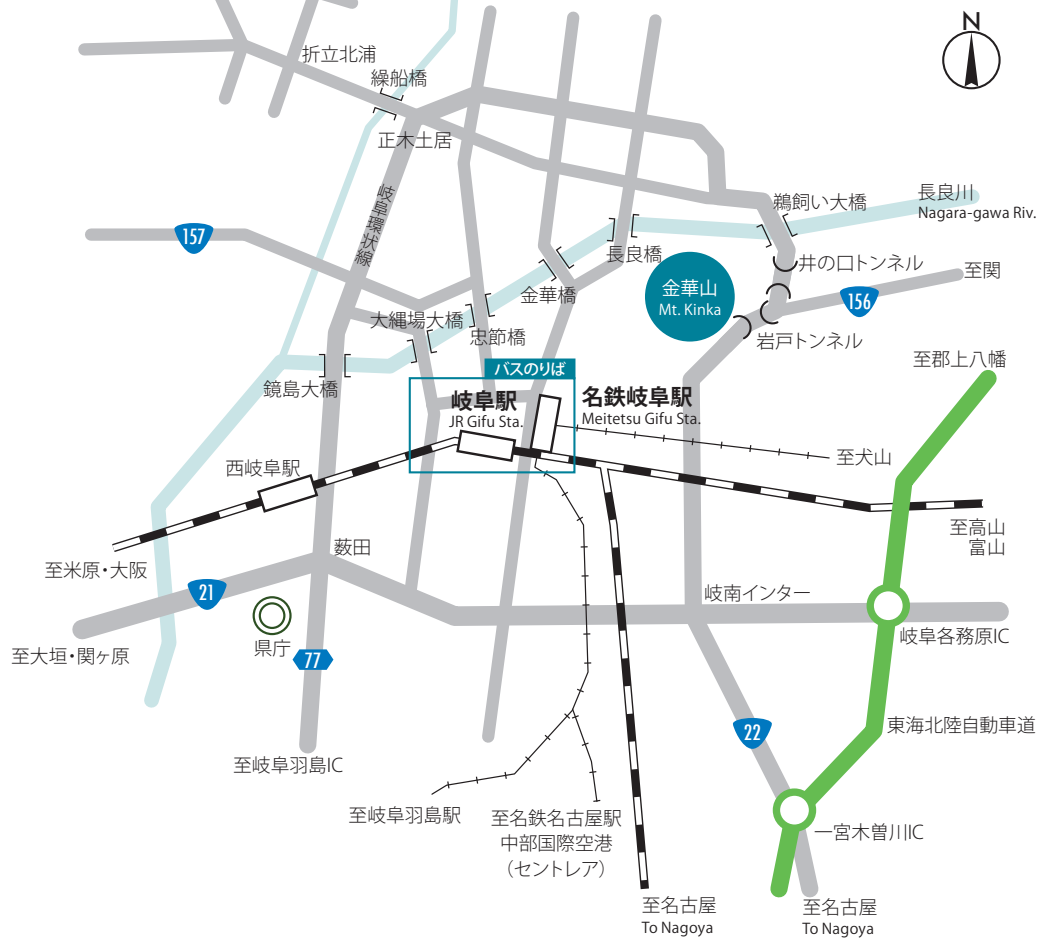 N
折立北浦
繰船橋
正木土居
岐阜環状線
鵜飼い大橋
長良川
Nagara-gawa Riv.
157
長良橋
井の口トンネル
至関
金華橋
金華山
Mt. Kinka
156
大縄場大橋
忠節橋
岩戸トンネル
至郡上八幡
バスのりば
鏡島大橋
岐阜駅
JR Gifu Sta.
名鉄岐阜駅
Meitetsu Gifu Sta.
至犬山
西岐阜駅
至高山
富山
薮田
至米原・大阪
21
岐南インター
県庁
岐阜各務原IC
至大垣・関ヶ原
77
22
東海北陸自動車道
至岐阜羽島IC
至岐阜羽島駅
至名鉄名古屋駅
中部国際空港
（セントレア）
一宮木曽川IC
至名古屋
To Nagoya
至名古屋
To Nagoya